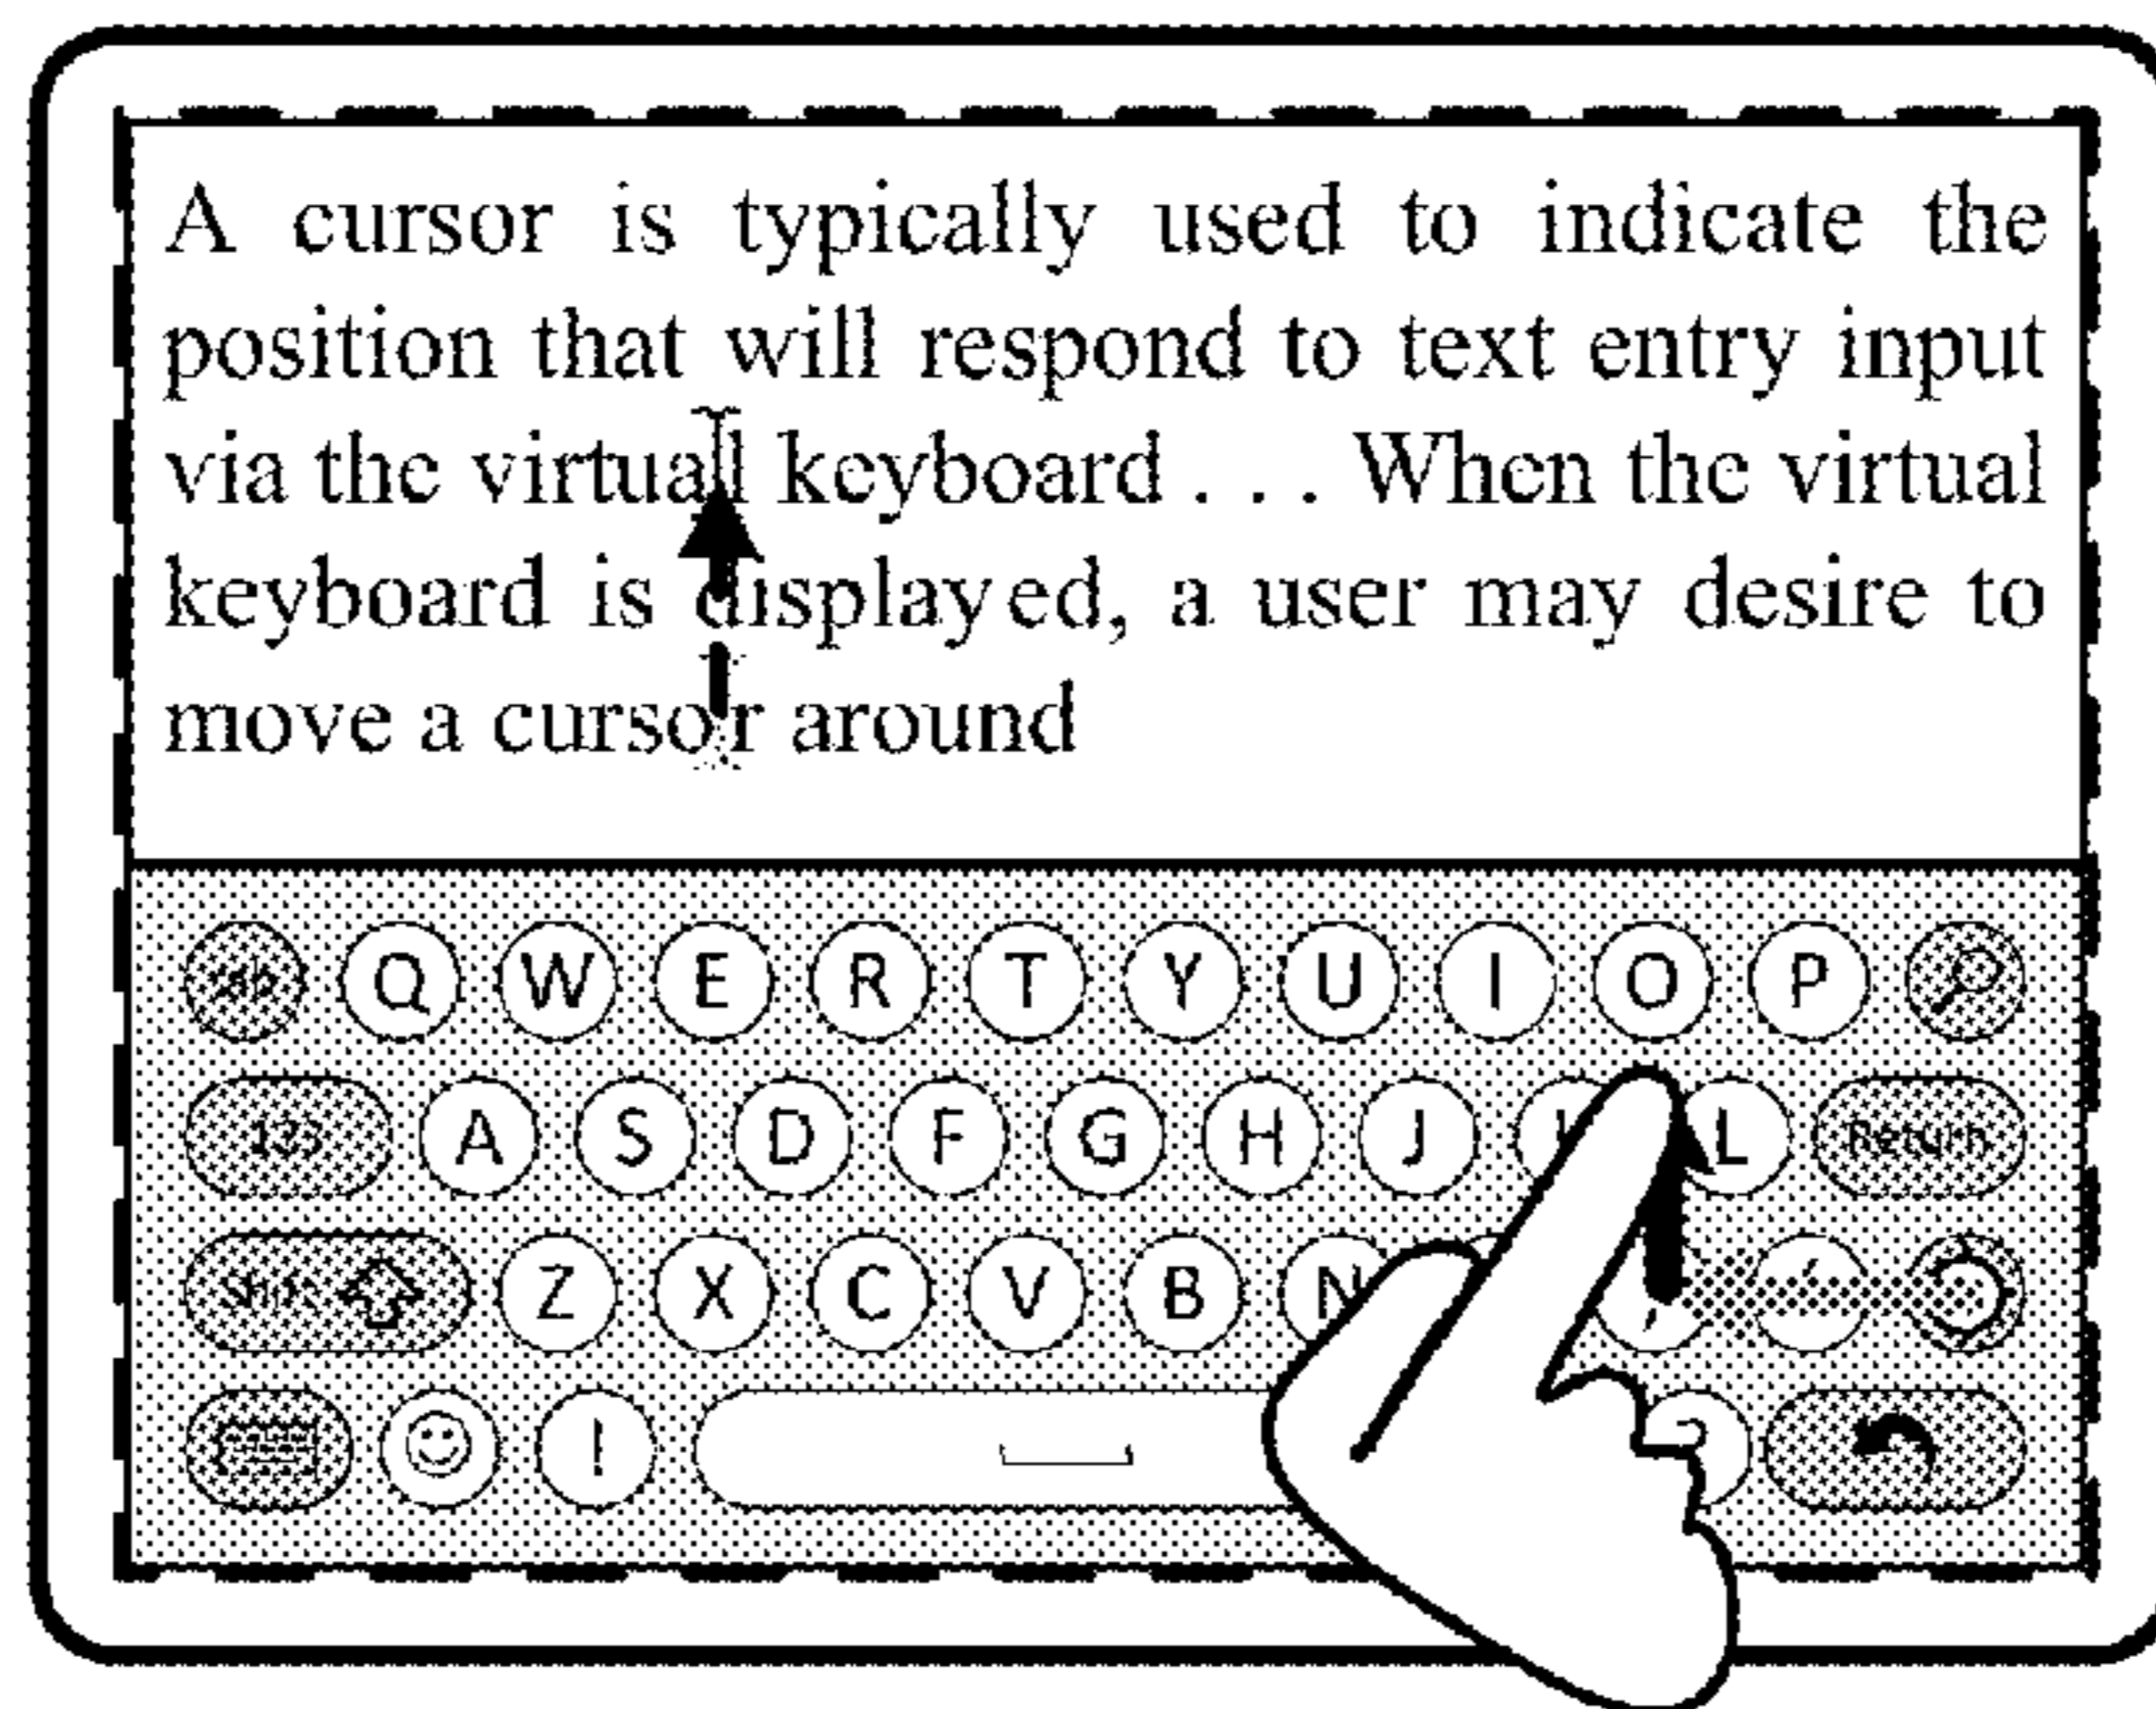 A cursor is typically used to indicate the
position that will respond to text entry input
via the virtual keyboard . . . When the virtual
keyboard is displayed, a user may desire to
move a cursor around
Q W E R T Y U I O P
123 A S D F G H J L Return
Shift Z X C V B N ,
! ?